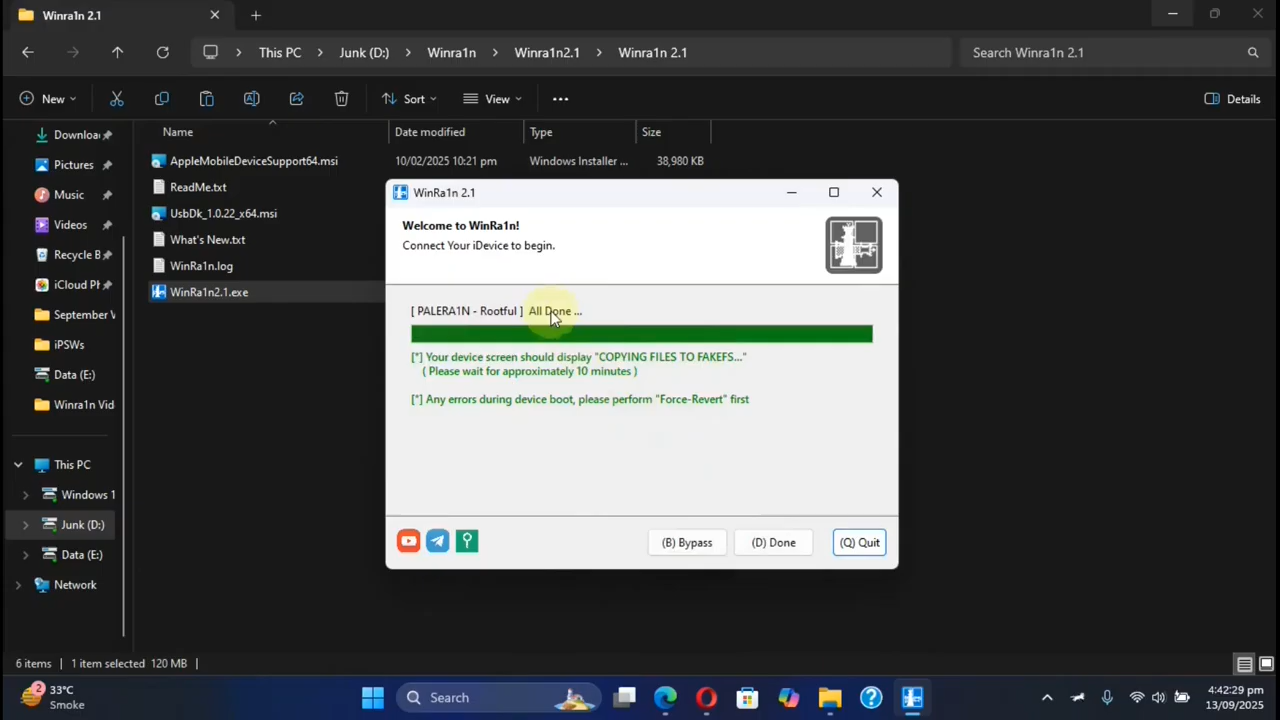 Winra1n 2.1
This PC > Junk (D:) > Winra1n > Winra1n2.1 > Winra1n 2.1
Search Winra1n 2.1
New
Sort
View
Details
Downloa
Pictures
Music
Videos
Recycle B
iCloud Ph
September V
iPSWs
Data (E:)
Winra1n Vid
This PC
Windows 1
Junk (D:)
Data (E:)
Network
Name Date modified Type Size
AppleMobileDeviceSupport64.msi 10/02/2025 10:21 pm Windows Installer ... 38,980 KB
ReadMe.txt
UsbDk_1.0.22_x64.msi
What's New.txt
WinRa1n.log
WinRa1n2.1.exe
WinRa1n 2.1
Welcome to WinRa1n!
Connect Your iDevice to begin.
[ PALERA1N - Rootful ] All Done ...
[*] Your device screen should display "COPYING FILES TO FAKEFS..."
( Please wait for approximately 10 minutes )
[*] Any errors during device boot, please perform "Force-Revert" first
(B) Bypass
(D) Done
(Q) Quit
6 items | 1 item selected 120 MB |
2
33°C
Smoke
Search
4:42:29 pm
13/09/2025